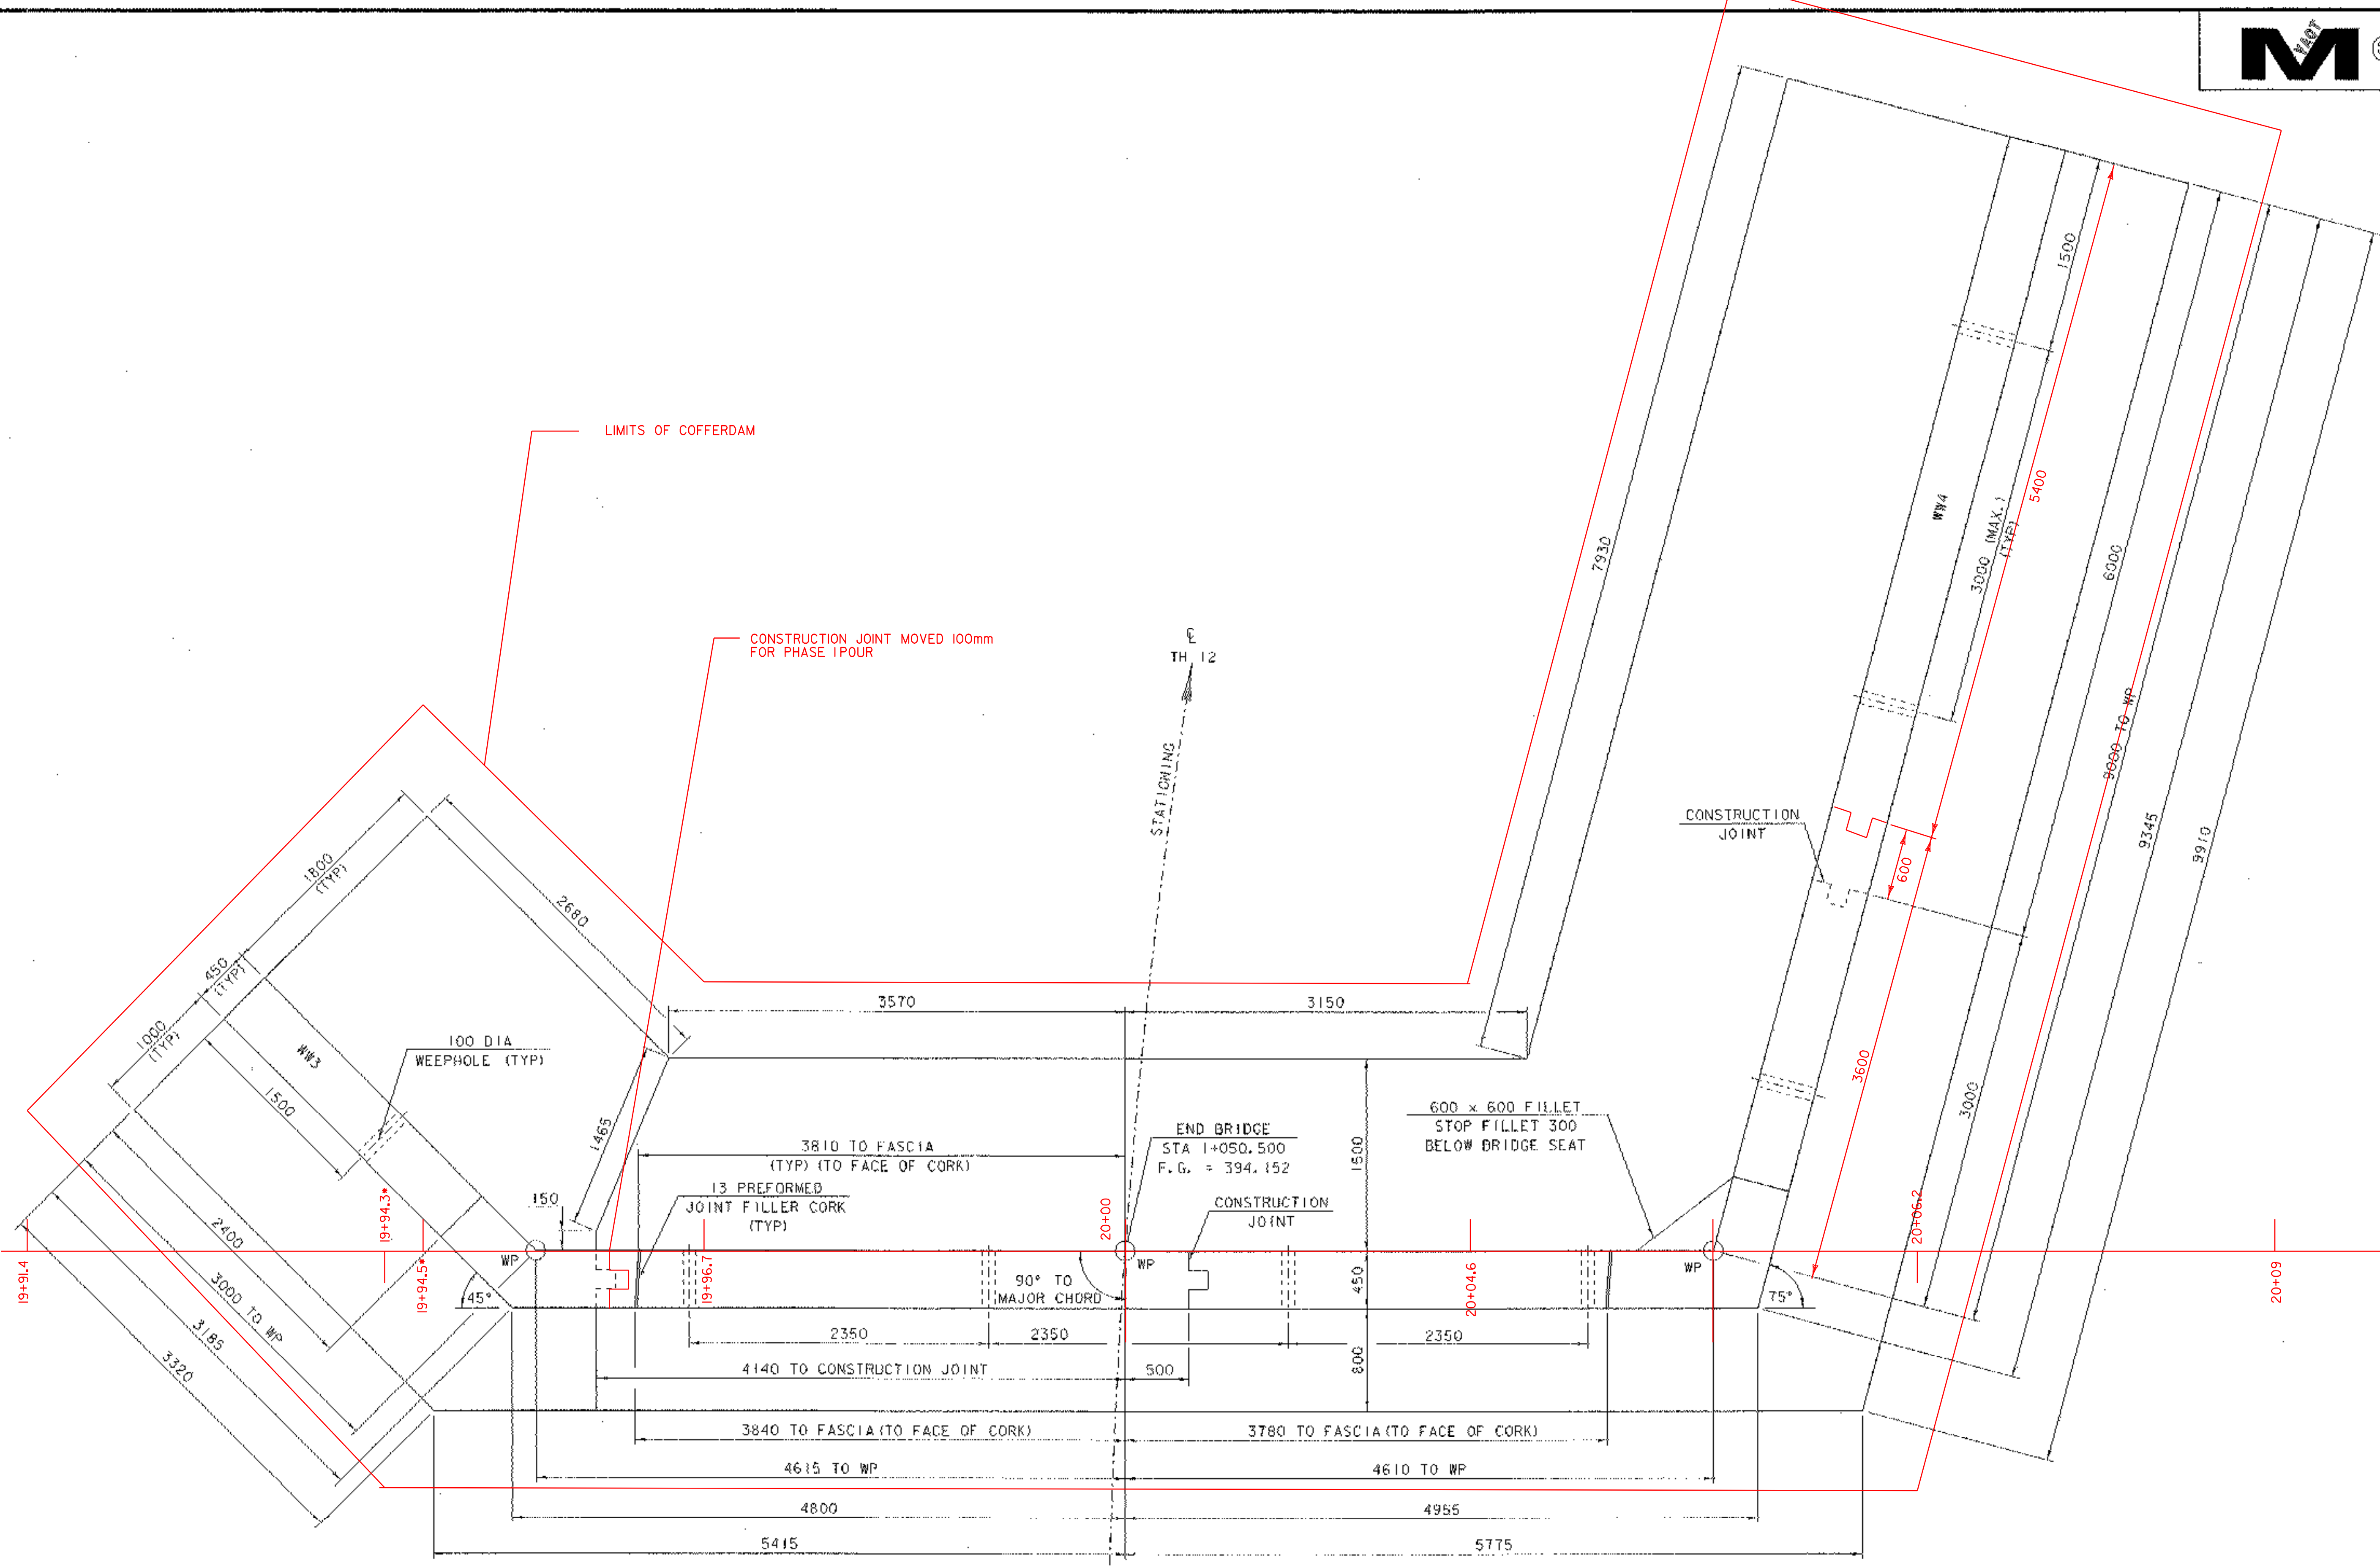 M
VAOT
LIMITS OF COFFERDAM
CONSTRUCTION JOINT MOVED 100mm
FOR PHASE 1 POUR
℄
TH 12
STATIONING
7930
WW4
1500
5400
3000 (MAX.)
(TYP)
6000
9000 TO WP
9345
9910
CONSTRUCTION
JOINT
600
3600
3000
1800
(TYP)
2680
450
(TYP)
1000
(TYP)
WW3
1500
100 DIA
WEEPHOLE (TYP)
1465
150
3570
3150
3810 TO FASCIA
(TYP) (TO FACE OF CORK)
13 PREFORMED
JOINT FILLER CORK
(TYP)
END BRIDGE
STA 1+050.500
F.G. = 394.152
CONSTRUCTION
JOINT
1500
600 x 600 FILLET
STOP FILLET 300
BELOW BRIDGE SEAT
2400
3000 TO WP
3185
3320
45°
WP
19+91.4
19+94.3*
19+94.5*
19+96.7
20+00
WP
90° TO
MAJOR CHORD
450
20+04.6
WP
75°
20+06.2
20+09
2350
2350
2350
800
4140 TO CONSTRUCTION JOINT
500
3840 TO FASCIA (TO FACE OF CORK)
3780 TO FASCIA (TO FACE OF CORK)
4615 TO WP
4610 TO WP
4800
4955
5415
5775